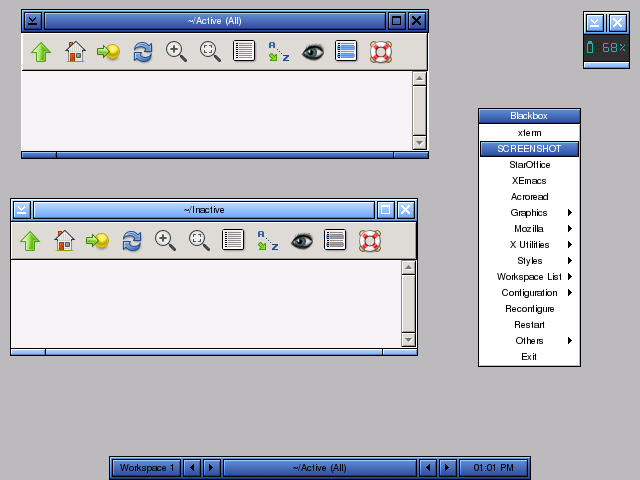 ~/Active (All)
68%
Blackbox
xterm
SCREENSHOT
StarOffice
XEmacs
Acroread
Graphics
Mozilla
X Utilities
Styles
Workspace List
Configuration
Reconfigure
Restart
Others
Exit
~/Inactive
A
Z
A
Z
Workspace 1
~/Active (All)
01:01 PM